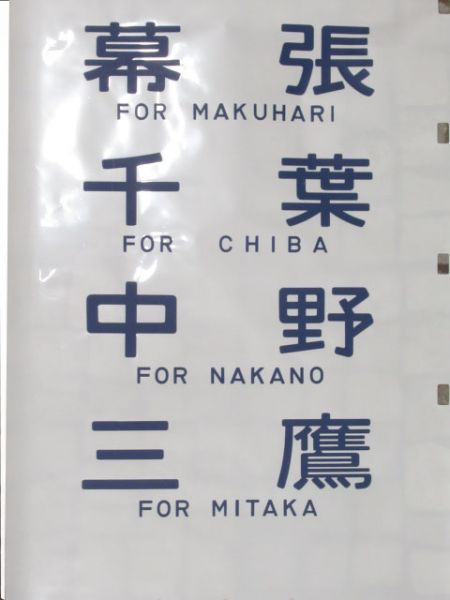 幕張
FOR MAKUHARI
千葉
FOR CHIBA
中野
FOR NAKANO
三鷹
FOR MITAKA